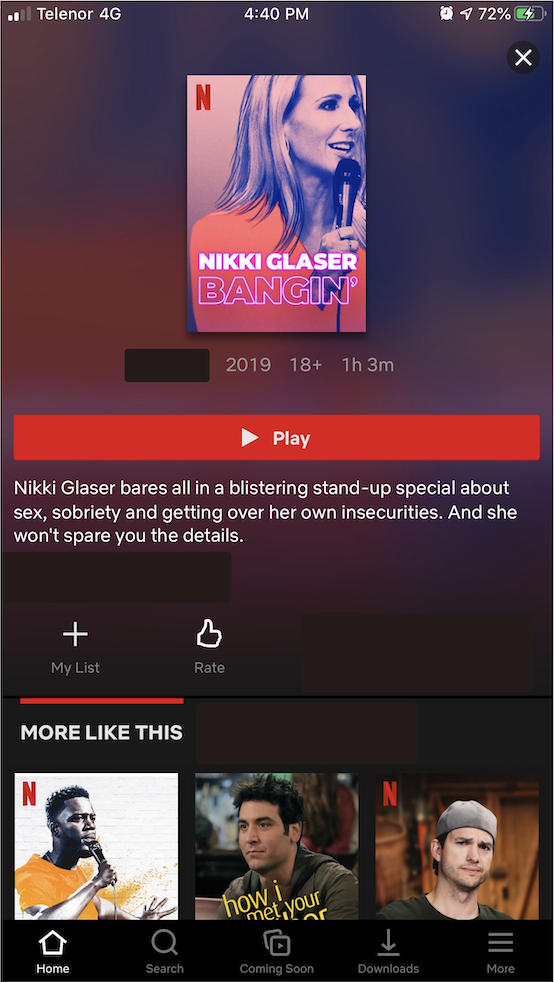 Telenor 4G 4:40 PM 72%
N
NIKKI GLASER
BANGIN'
2019 18+ 1h 3m
Play
Nikki Glaser bares all in a blistering stand-up special about
sex, sobriety and getting over her own insecurities. And she
won't spare you the details.
My List Rate
MORE LIKE THIS
N N
how i
met your
Home Search Coming Soon Downloads More